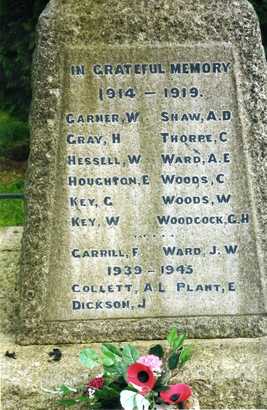 IN GRATEFUL MEMORY
1914 – 1919.
GARNER, W SHAW, A.D
GRAY, H THORPE, C
HESSELL, W WARD, A.E
HOUGHTON, E WOODS, C
KEY, G WOODS, W
KEY, W WOODCOCK, G.H
......
GARRILL, F WARD, J.W
1939 – 1945
COLLETT, A.L PLANT, E
DICKSON, J